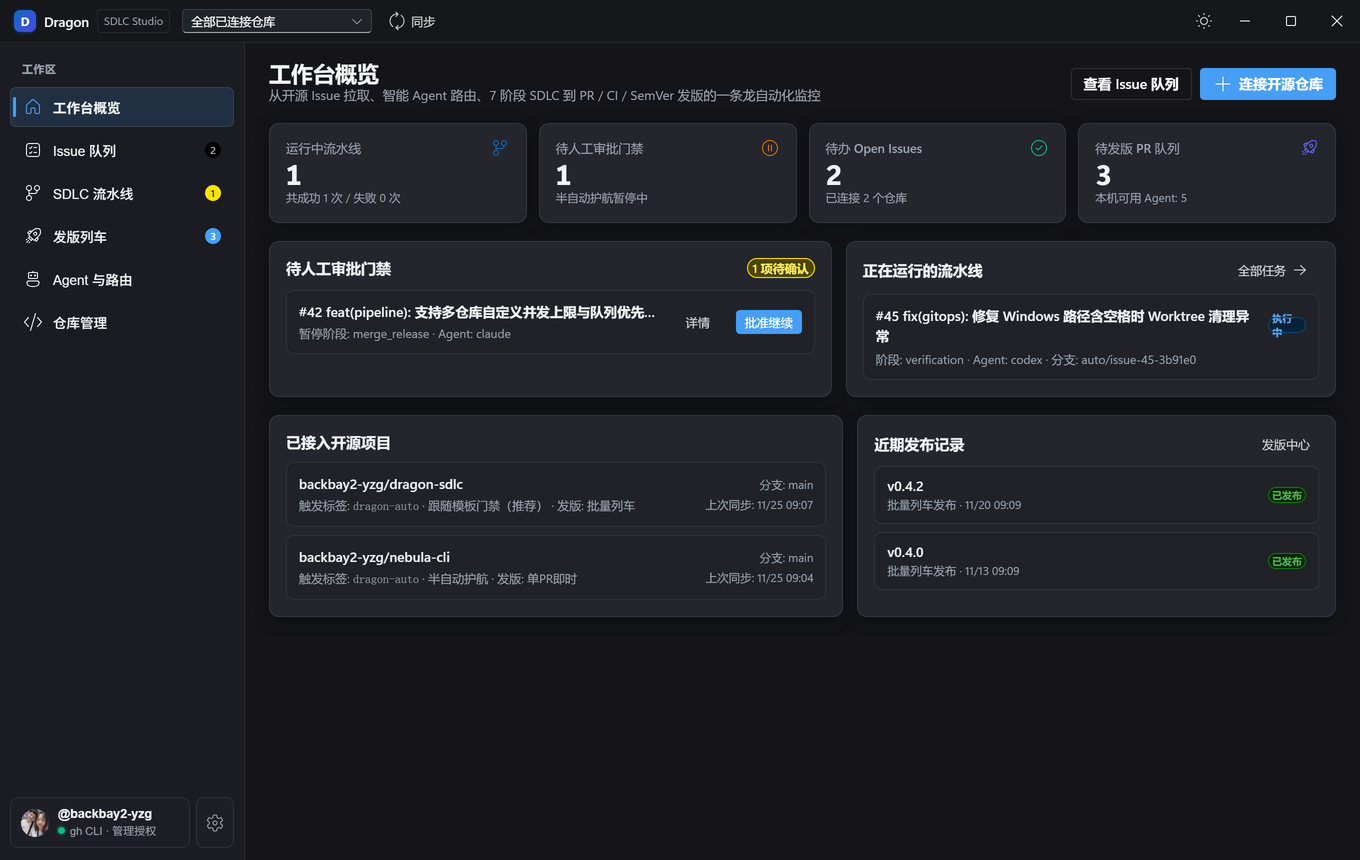 D Dragon SDLC Studio 全部已连接仓库 同步
工作区
工作台概览
Issue 队列 2
SDLC 流水线 1
发版列车 3
Agent 与路由
仓库管理
@backbay2-yzg
gh CLI · 管理授权
工作台概览
从开源 Issue 拉取、智能 Agent 路由、7 阶段 SDLC 到 PR / CI / SemVer 发版的一条龙自动化监控
查看 Issue 队列
连接开源仓库
运行中流水线
1
共成功 1 次 / 失败 0 次
待人工审批门禁
1
半自动护航暂停中
待办 Open Issues
2
已连接 2 个仓库
待发版 PR 队列
3
本机可用 Agent: 5
待人工审批门禁
1 项待确认
#42 feat(pipeline): 支持多仓库自定义并发上限与队列优先...
暂停阶段: merge_release · Agent: claude
详情
批准继续
正在运行的流水线
全部任务
#45 fix(gitops): 修复 Windows 路径含空格时 Worktree 清理异
常
执行
中
阶段: verification · Agent: codex · 分支: auto/issue-45-3b91e0
已接入开源项目
backbay2-yzg/dragon-sdlc
分支: main
触发标签: dragon-auto · 跟随模板门禁（推荐） · 发版: 批量列车
上次同步: 11/25 09:07
backbay2-yzg/nebula-cli
分支: main
触发标签: dragon-auto · 半自动护航 · 发版: 单PR即时
上次同步: 11/25 09:04
近期发布记录
发版中心
v0.4.2
批量列车发布 · 11/20 09:09
已发布
v0.4.0
批量列车发布 · 11/13 09:09
已发布